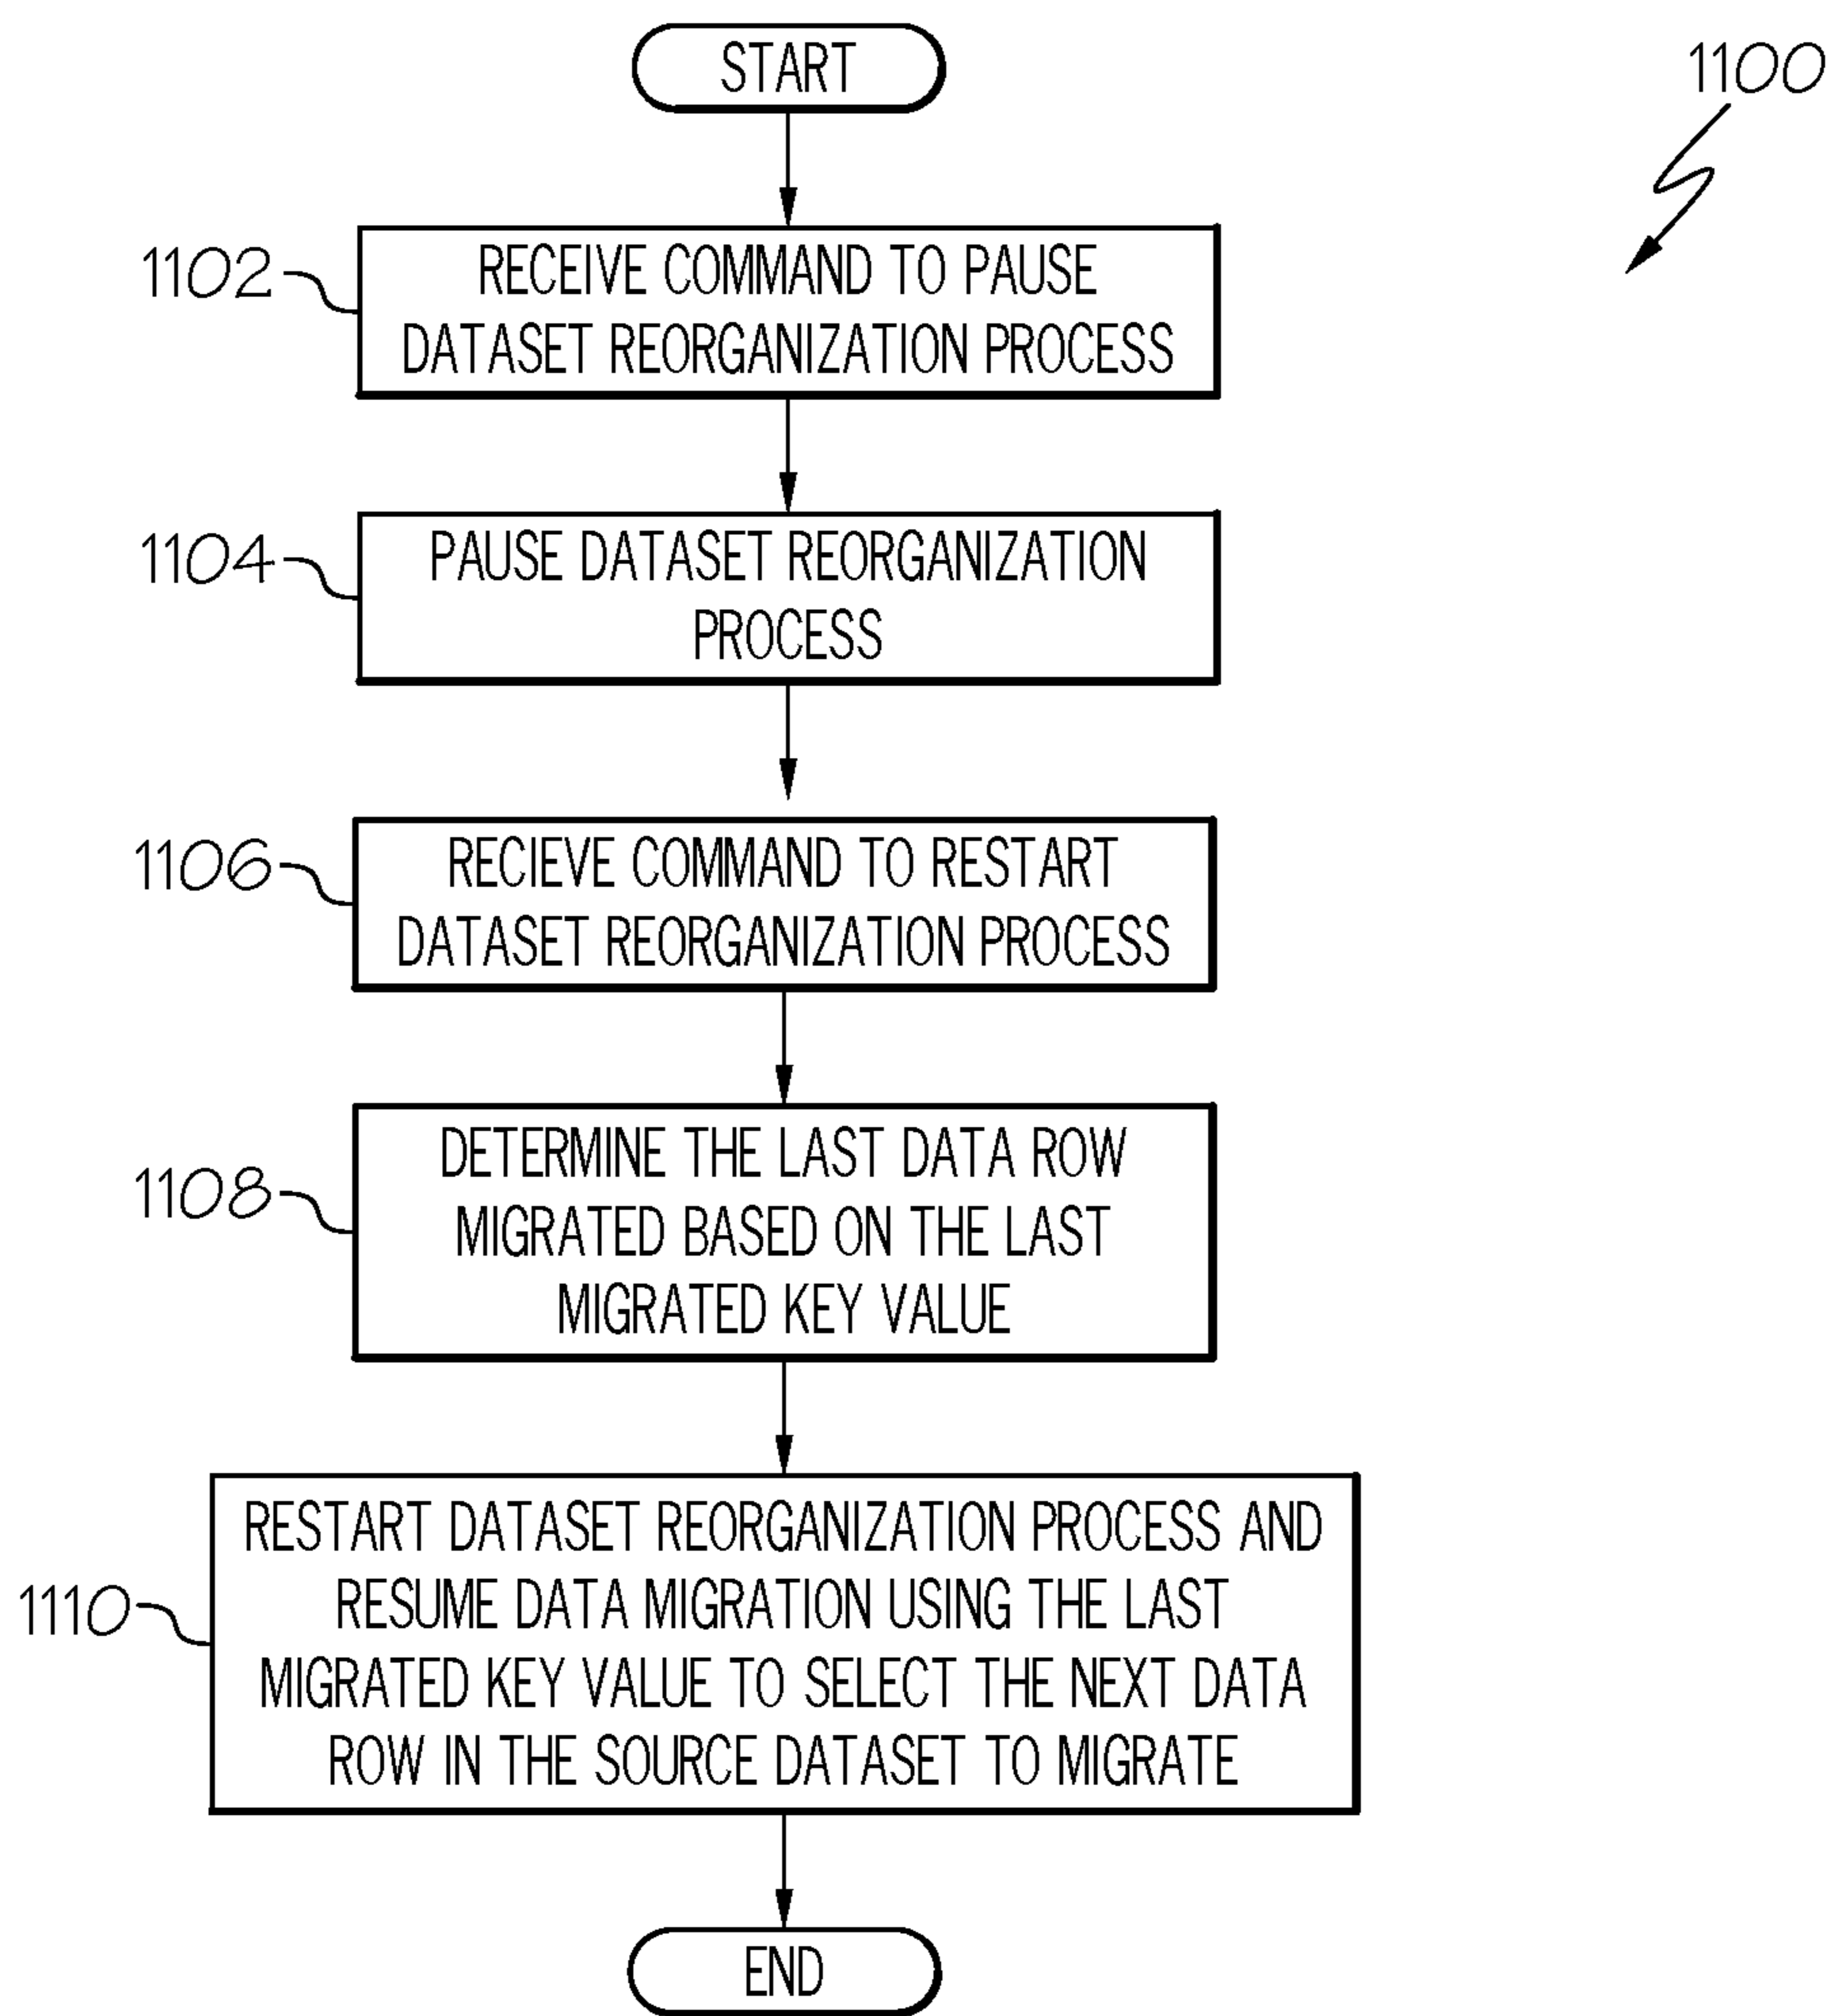 START
1100
1102
RECEIVE COMMAND TO PAUSE
DATASET REORGANIZATION PROCESS
1104
PAUSE DATASET REORGANIZATION
PROCESS
1106
RECIEVE COMMAND TO RESTART
DATASET REORGANIZATION PROCESS
1108
DETERMINE THE LAST DATA ROW
MIGRATED BASED ON THE LAST
MIGRATED KEY VALUE
1110
RESTART DATASET REORGANIZATION PROCESS AND
RESUME DATA MIGRATION USING THE LAST
MIGRATED KEY VALUE TO SELECT THE NEXT DATA
ROW IN THE SOURCE DATASET TO MIGRATE
END